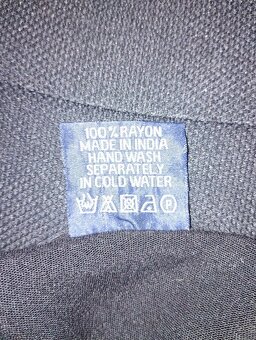 100% RAYON
MADE IN INDIA
HAND WASH
SEPARATELY
IN COLD WATER